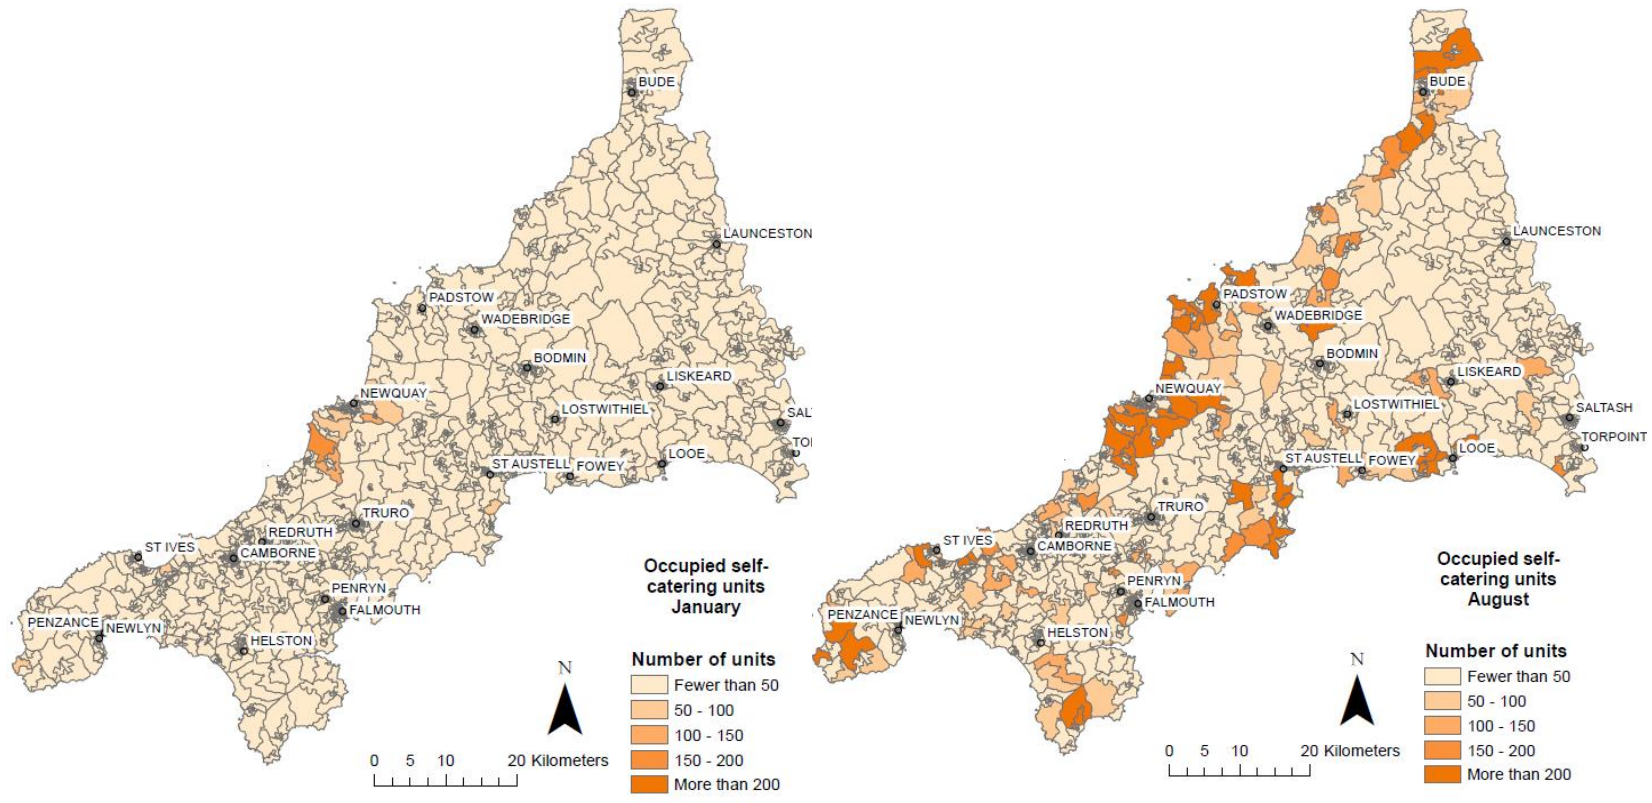 BUDE
LAUNCESTON
PADSTOW
WADEBRIDGE
BODMIN
LISKEARD
NEWQUAY
LOSTWITHIEL
SAL
TO
ST AUSTELL
FOWEY
LOOE
TRURO
REDRUTH
ST IVES
CAMBORNE
PENRYN
FALMOUTH
PENZANCE
NEWLYN
HELSTON
Occupied self-
catering units
January
Number of units
Fewer than 50
50 - 100
100 - 150
150 - 200
More than 200
N
0 5 10 20 Kilometers
BUDE
LAUNCESTON
PADSTOW
WADEBRIDGE
BODMIN
LISKEARD
NEWQUAY
LOSTWITHIEL
SALTASH
TORPOINT
ST AUSTELL
FOWEY
LOOE
TRURO
REDRUTH
ST IVES
CAMBORNE
PENRYN
FALMOUTH
PENZANCE
NEWLYN
HELSTON
Occupied self-
catering units
August
Number of units
Fewer than 50
50 - 100
100 - 150
150 - 200
More than 200
N
0 5 10 20 Kilometers